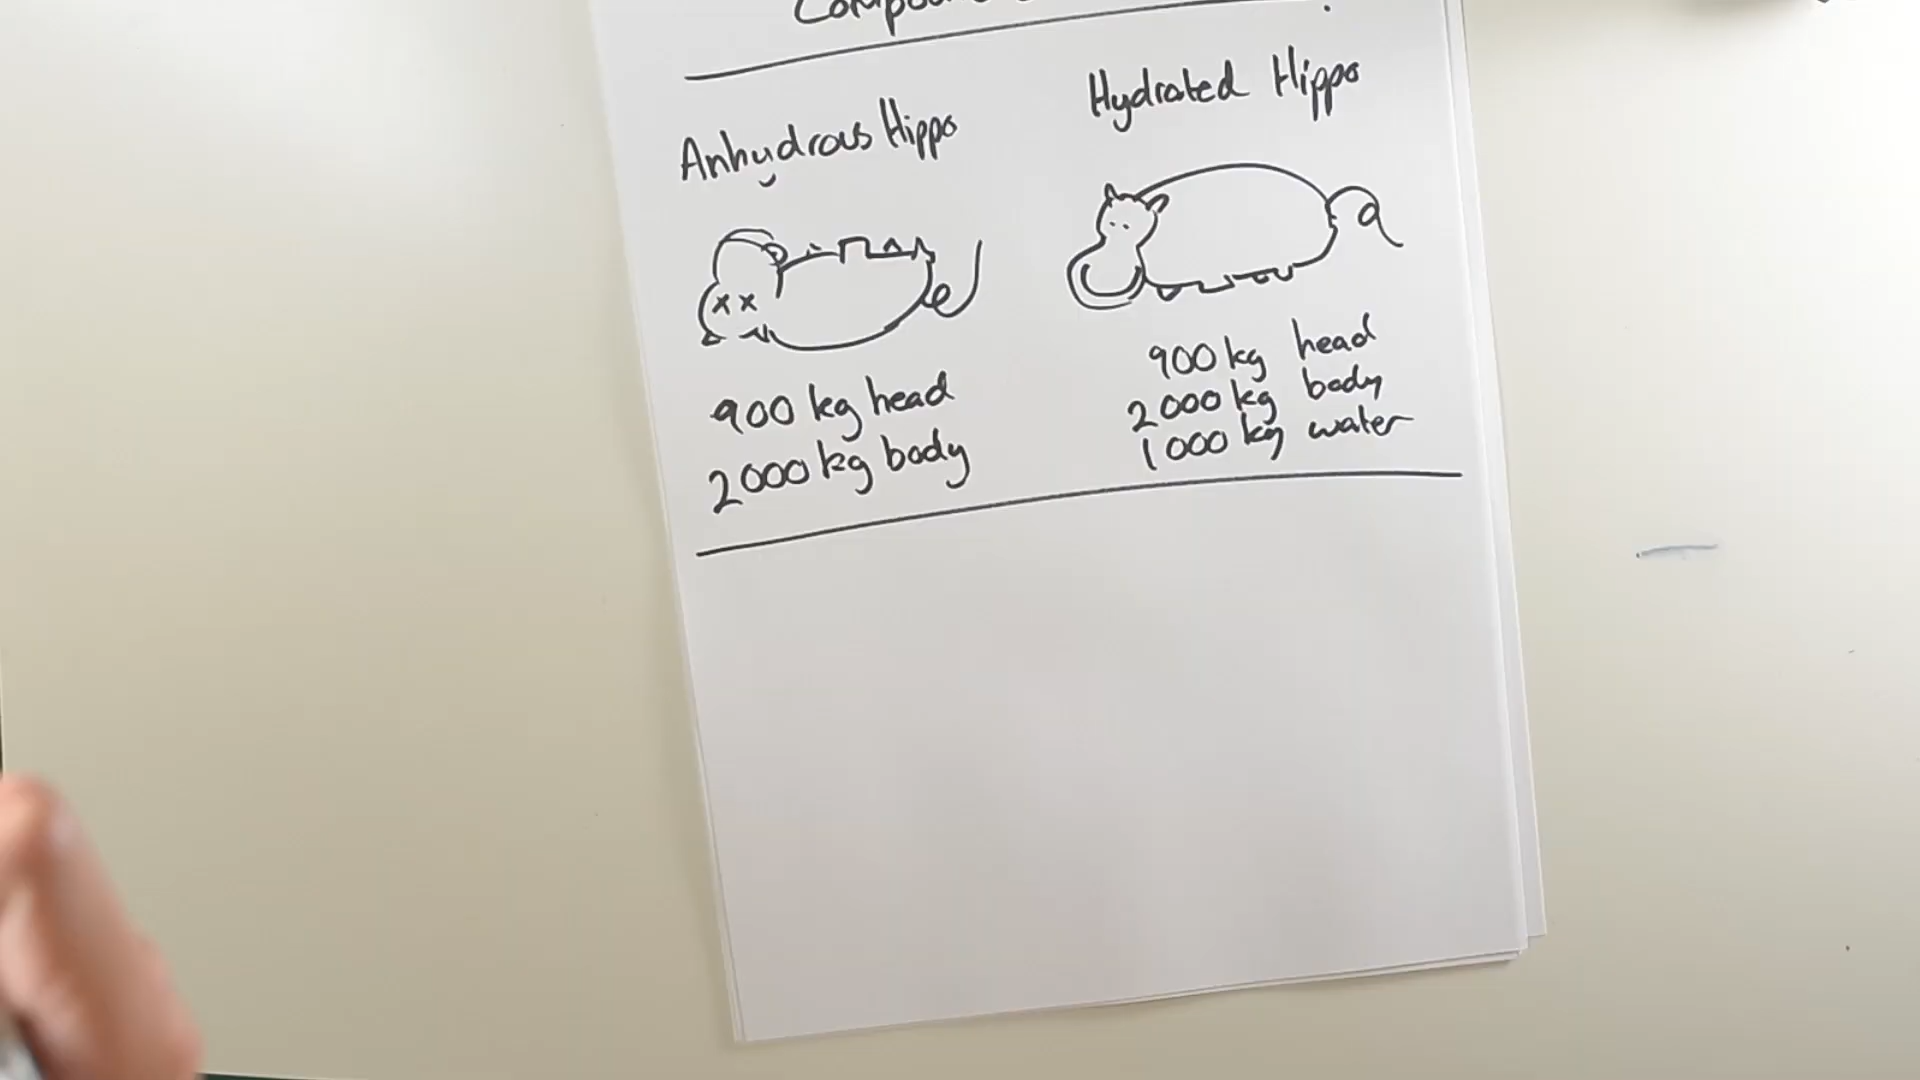 Anhydrous Hippo
Hydrated Hippo
900 kg head
2000 kg body
900 kg head
2000 kg body
1000 kg water